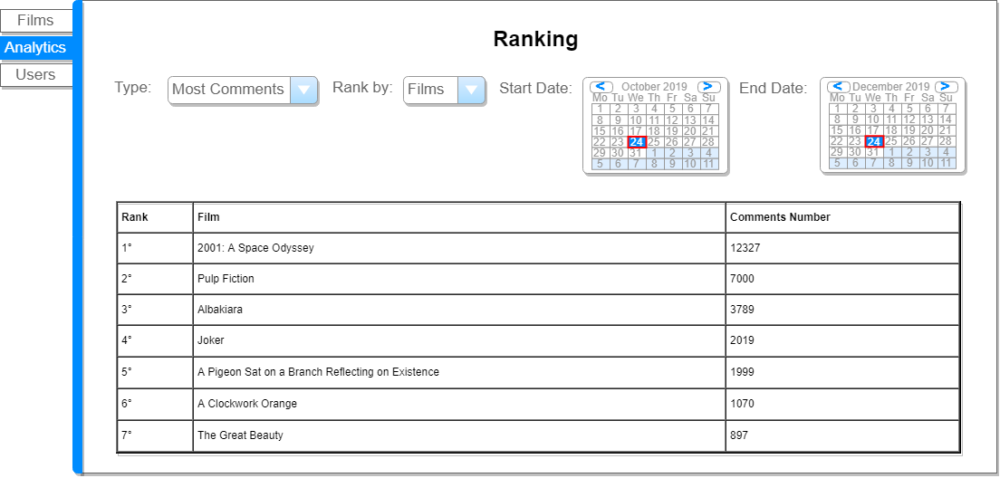 Films
Analytics
Users
Ranking
Type: Most Comments Rank by: Films Start Date: End Date:
< October 2019 >
Mo Tu We Th Fr Sa Su
1 2 3 4 5 6 7
8 9 10 11 12 13 14
15 16 17 18 19 20 21
22 23 24 25 26 27 28
29 30 31 1 2 3 4
5 6 7 8 9 10 11
< December 2019 >
Mo Tu We Th Fr Sa Su
1 2 3 4 5 6 7
8 9 10 11 12 13 14
15 16 17 18 19 20 21
22 23 24 25 26 27 28
29 30 31 1 2 3 4
5 6 7 8 9 10 11
Rank Film Comments Number
1° 2001: A Space Odyssey 12327
2° Pulp Fiction 7000
3° Albakiara 3789
4° Joker 2019
5° A Pigeon Sat on a Branch Reflecting on Existence 1999
6° A Clockwork Orange 1070
7° The Great Beauty 897